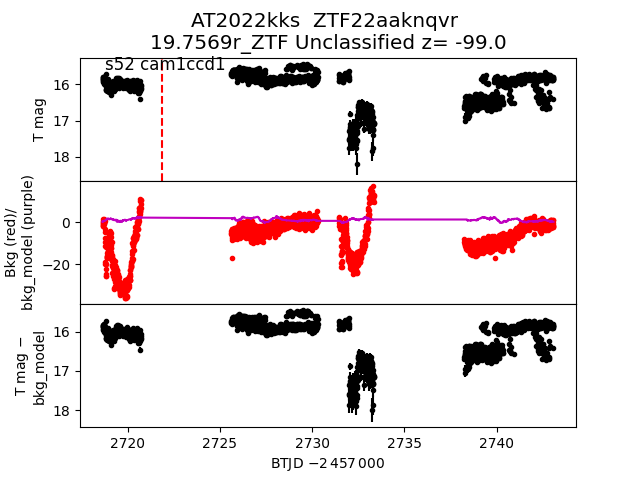 AT2022kks  ZTF22aaknqvr
19.7569r_ZTF Unclassified z= -99.0
s52 cam1ccd1
T mag
16
17
18
Bkg (red)/
bkg_model (purple)
0
−20
T mag −
bkg_model
16
17
18
2720
2725
2730
2735
2740
BTJD −2 457 000